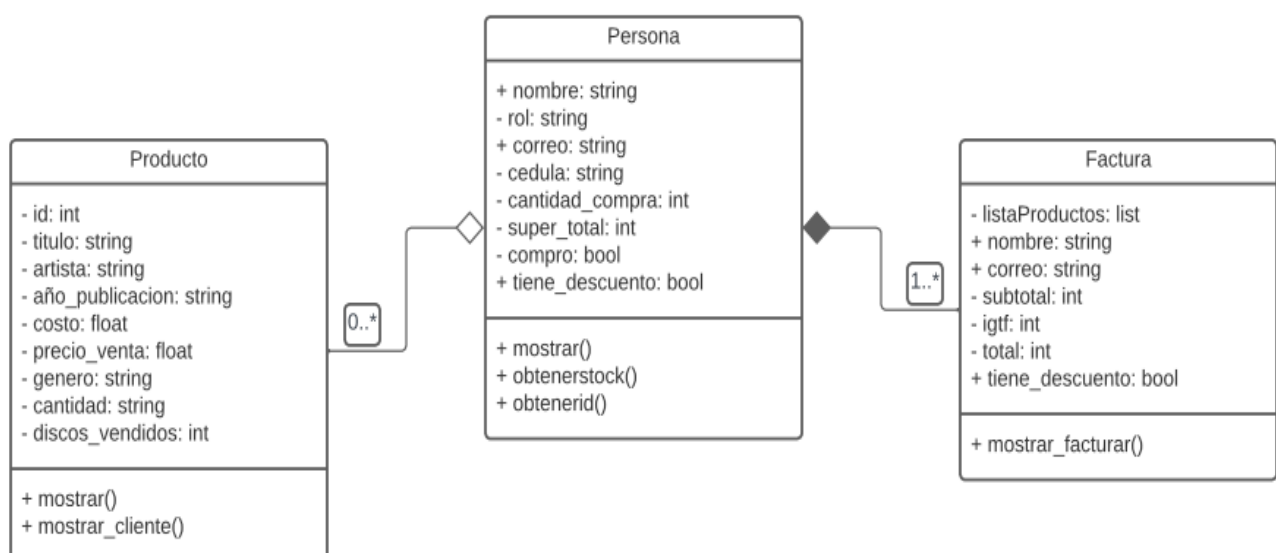 Persona
+ nombre: string
- rol: string
+ correo: string
- cedula: string
- cantidad_compra: int
- super_total: int
- compro: bool
+ tiene_descuento: bool
+ mostrar()
+ obtenerstock()
+ obtenerid()
Producto
- id: int
- titulo: string
- artista: string
- año_publicacion: string
- costo: float
- precio_venta: float
- genero: string
- cantidad: string
- discos_vendidos: int
+ mostrar()
+ mostrar_cliente()
0..*
1..*
Factura
- listaProductos: list
+ nombre: string
+ correo: string
- subtotal: int
- igtf: int
- total: int
+ tiene_descuento: bool
+ mostrar_facturar()